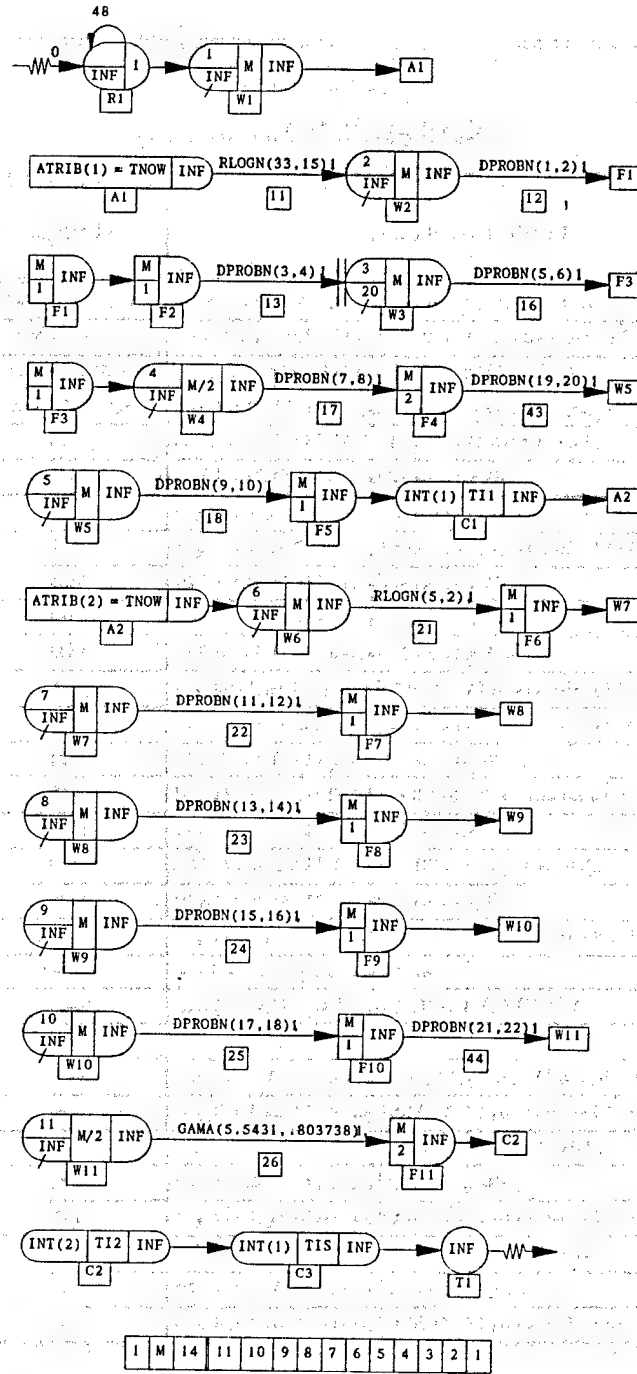 48
0
INF 1
R1
1
INF M INF
W1
A1
ATRIB(1) = TNOW INF
A1
RLOGN(33,15)↓
11
2
INF M INF
W2
DPROBN(1,2)↓
12
F1
M
1 INF
F1
M
1 INF
F2
DPROBN(3,4)↓
13
3
20 M INF
W3
DPROBN(5,6)↓
16
F3
M
1 INF
F3
4
INF M/2 INF
W4
DPROBN(7,8)↓
17
M
2 INF
F4
DPROBN(19,20)↓
43
W5
5
INF M INF
W5
DPROBN(9,10)↓
18
M
1 INF
F5
INT(1) TI1 INF
C1
A2
ATRIB(2) = TNOW INF
A2
6
INF M INF
W6
RLOGN(5,2)↓
21
M
1 INF
F6
W7
7
INF M INF
W7
DPROBN(11,12)↓
22
M
1 INF
F7
W8
8
INF M INF
W8
DPROBN(13,14)↓
23
M
1 INF
F8
W9
9
INF M INF
W9
DPROBN(15,16)↓
24
M
1 INF
F9
W10
10
INF M INF
W10
DPROBN(17,18)↓
25
M
1 INF
F10
DPROBN(21,22)↓
44
W11
11
INF M/2 INF
W11
GAMA(5.5431,.803738)↓
26
M
2 INF
F11
C2
INT(2) TI2 INF
C2
INT(1) TIS INF
C3
INF
T1
1 M 14 11 10 9 8 7 6 5 4 3 2 1